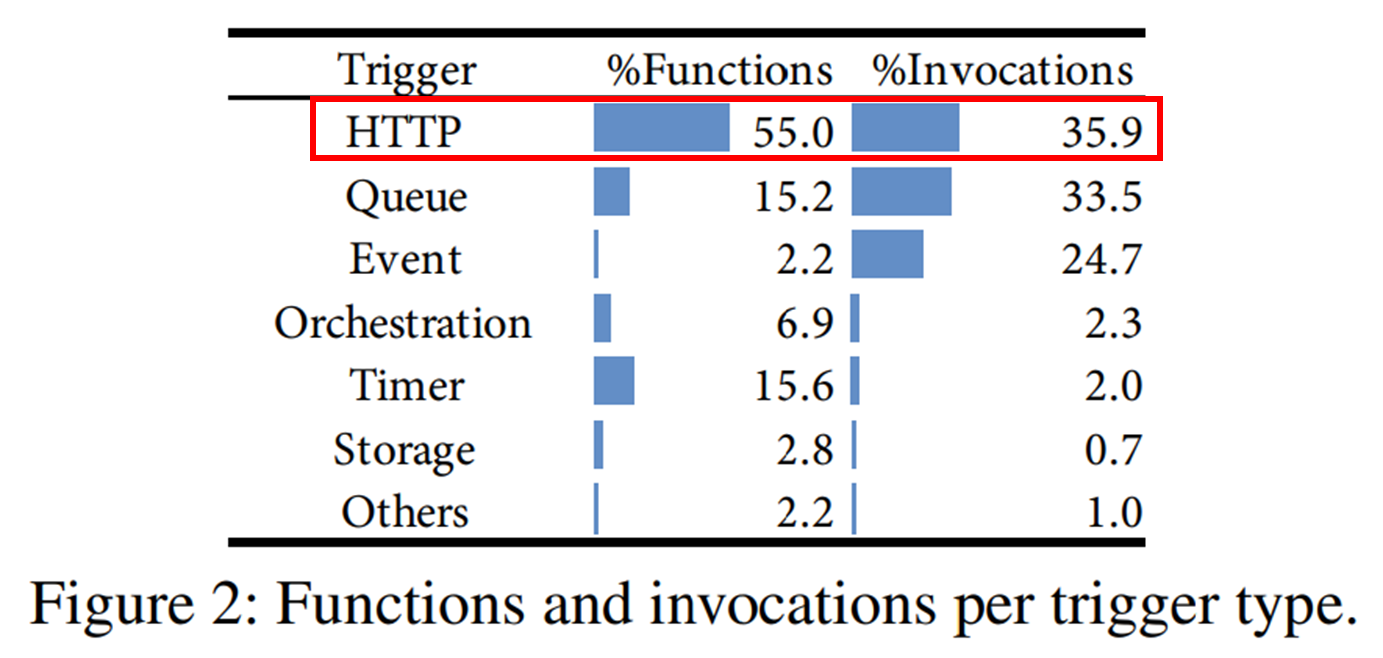 Trigger %Functions %Invocations
HTTP 55.0 35.9
Queue 15.2 33.5
Event 2.2 24.7
Orchestration 6.9 2.3
Timer 15.6 2.0
Storage 2.8 0.7
Others 2.2 1.0
Figure 2: Functions and invocations per trigger type.